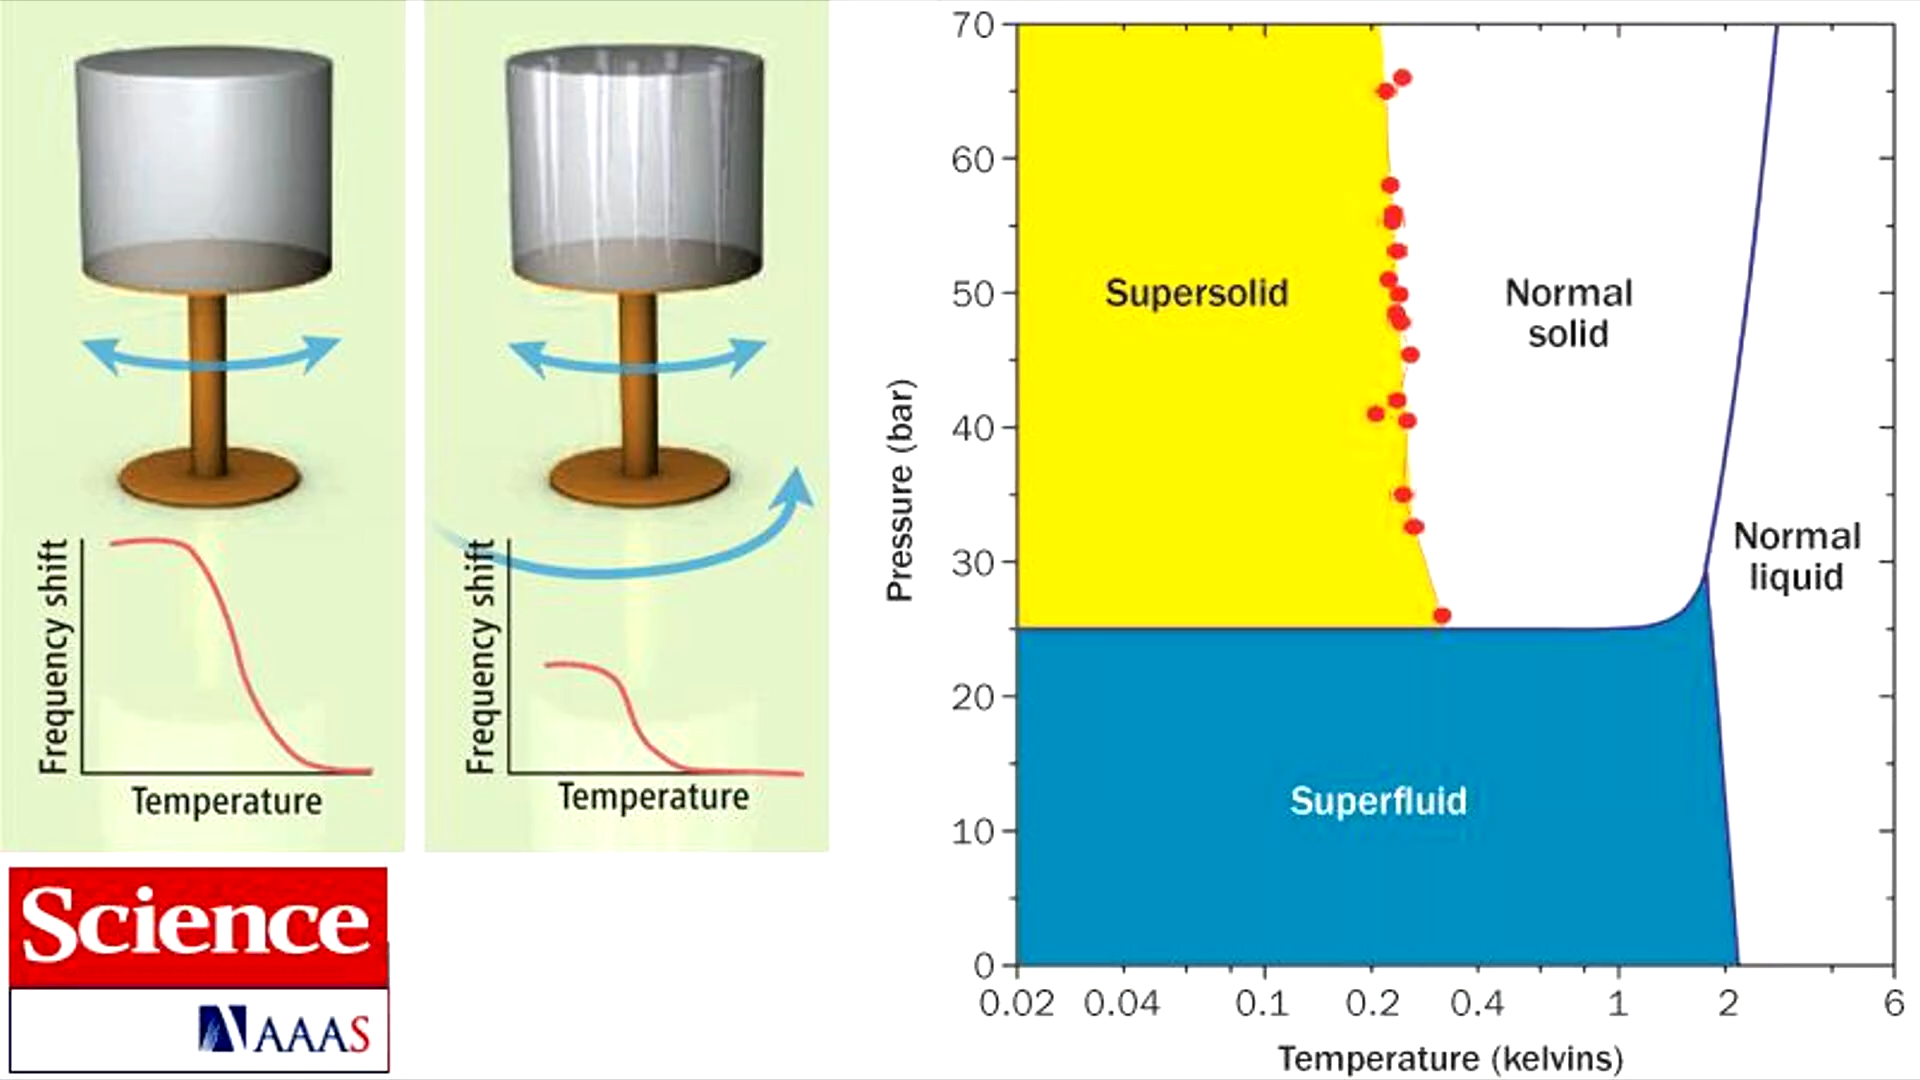 Frequency shift
Temperature
Frequency shift
Temperature
Science
AAAS
Pressure (bar)
70
60
50
40
30
20
10
0
Supersolid
Normal
solid
Normal
liquid
Superfluid
0.02 0.04 0.1 0.2 0.4 1 2 6
Temperature (kelvins)